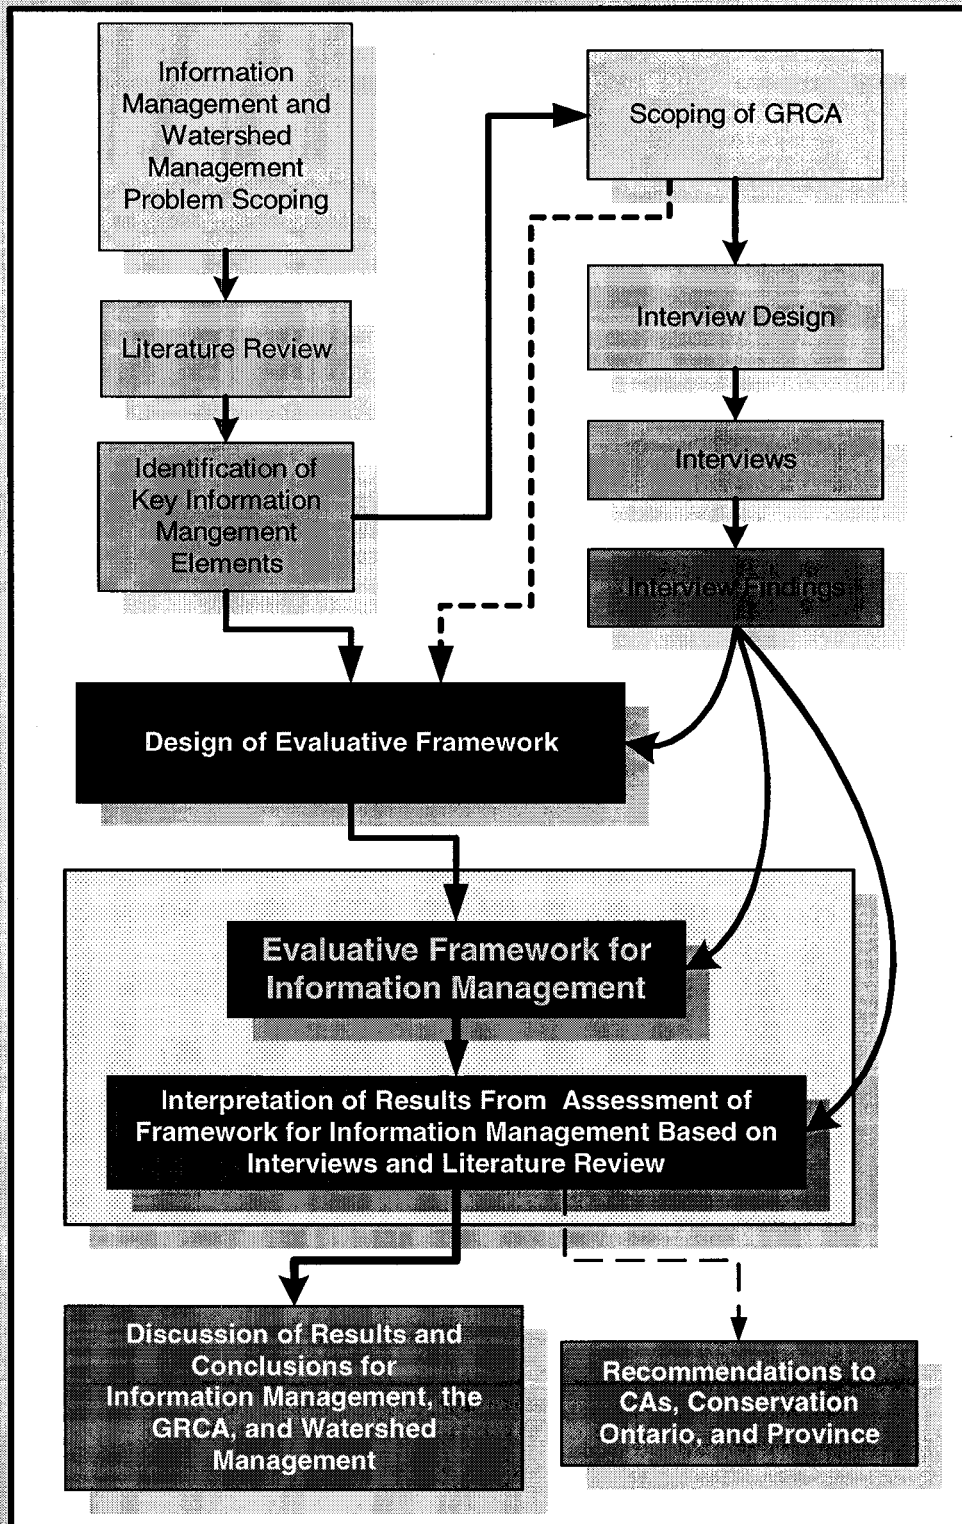 Information
Management and
Watershed
Management
Problem Scoping
Scoping of GRCA
Literature Review
Interview Design
Identification of
Key Information
Mangement
Elements
Interviews
Interview Findings
Design of Evaluative Framework
Evaluative Framework for
Information Management
Interpretation of Results From Assessment of
Framework for Information Management Based on
Interviews and Literature Review
Discussion of Results and
Conclusions for
Information Management, the
GRCA, and Watershed
Management
Recommendations to
CAs, Conservation
Ontario, and Province